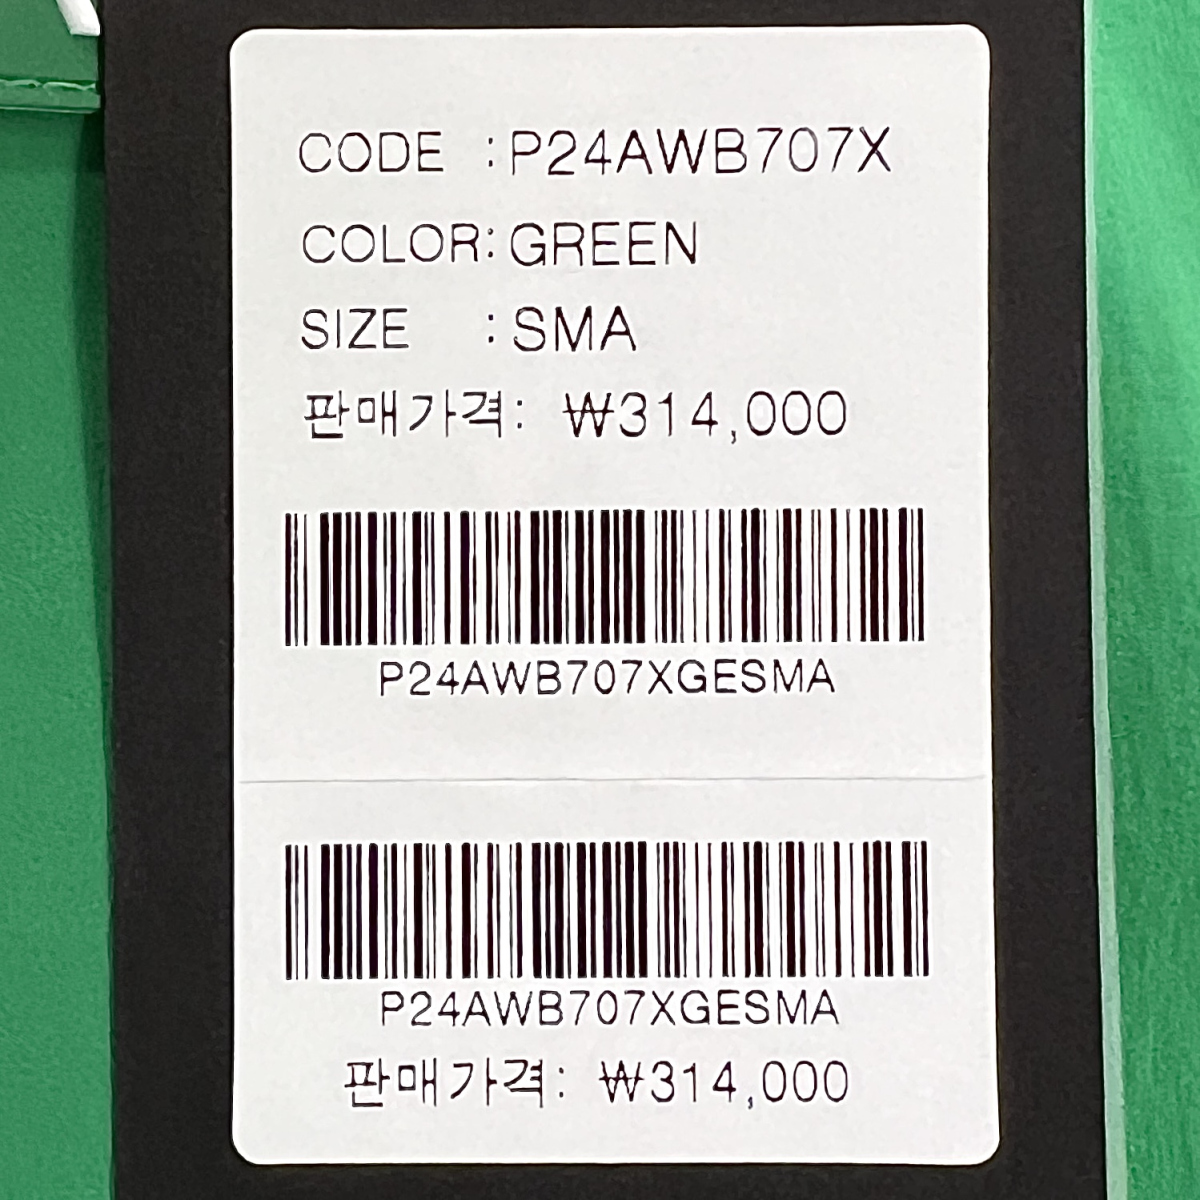 CODE : P24AWB707X
COLOR: GREEN
SIZE : SMA
판매가격: ₩314,000
P24AWB707XGESMA
P24AWB707XGESMA
판매가격: ₩314,000